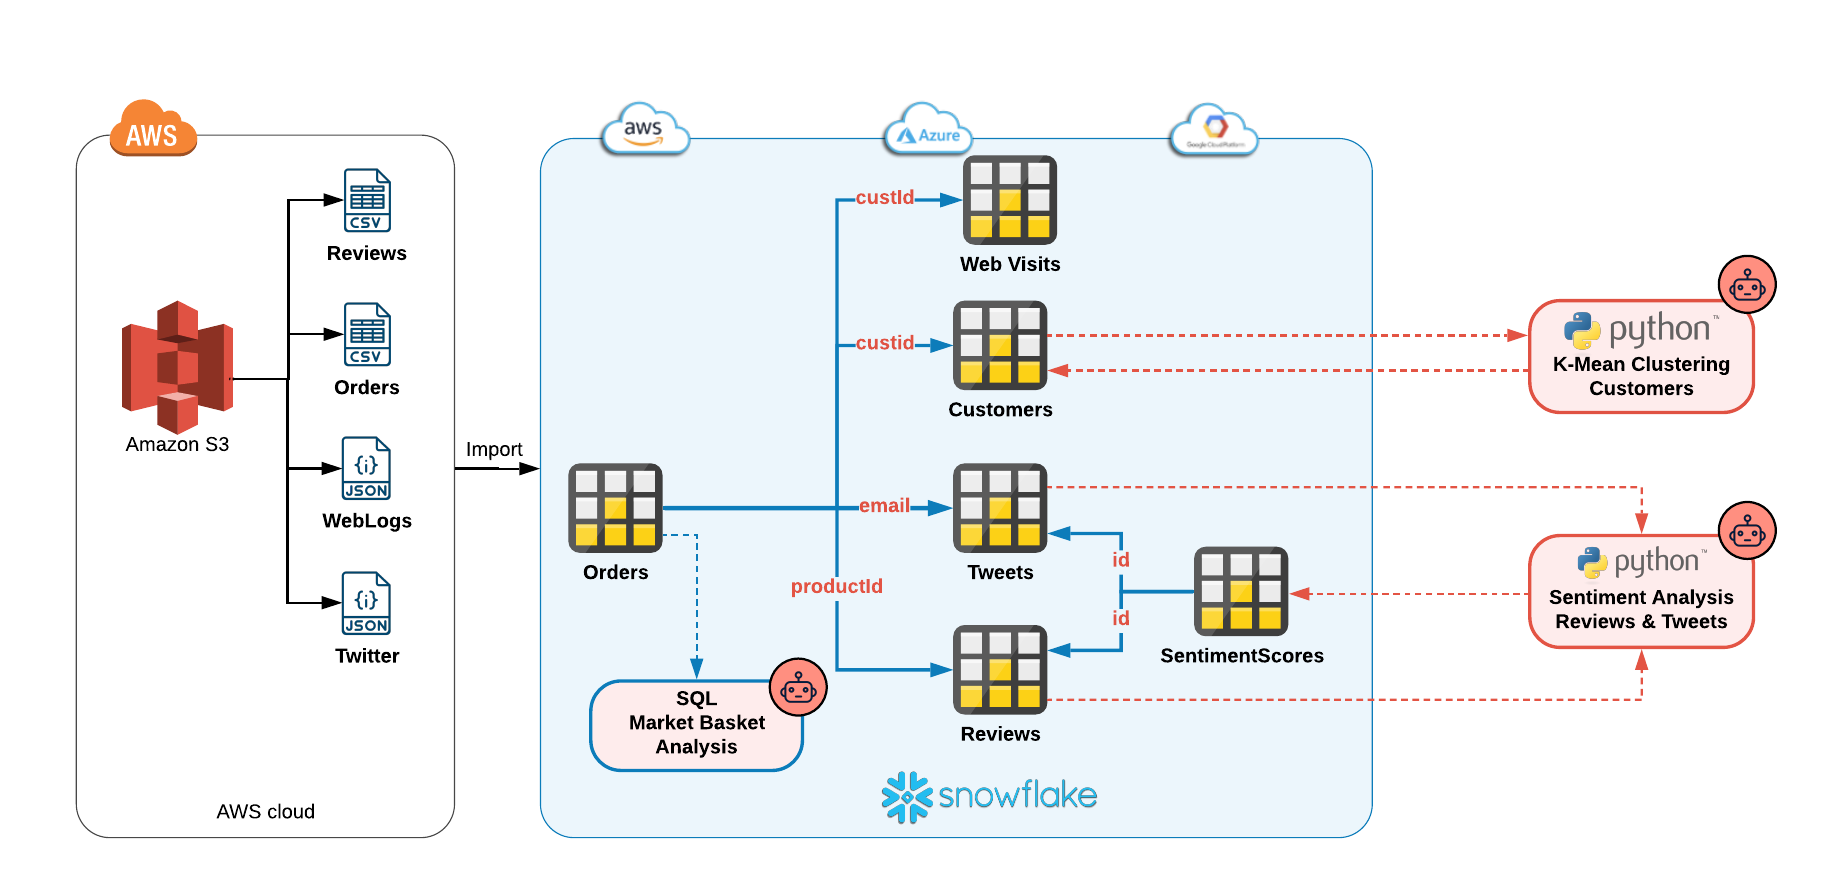 AWS
CSV
Reviews
CSV
Orders
Amazon S3
{i}
JSON
WebLogs
{i}
JSON
Twitter
AWS cloud
Import
aws
Azure
Google Cloud Platform
custId
Web Visits
custid
Customers
Orders
email
Tweets
productId
id
id
SentimentScores
Reviews
SQL
Market Basket
Analysis
snowflake
python™
K-Mean Clustering
Customers
python™
Sentiment Analysis
Reviews & Tweets